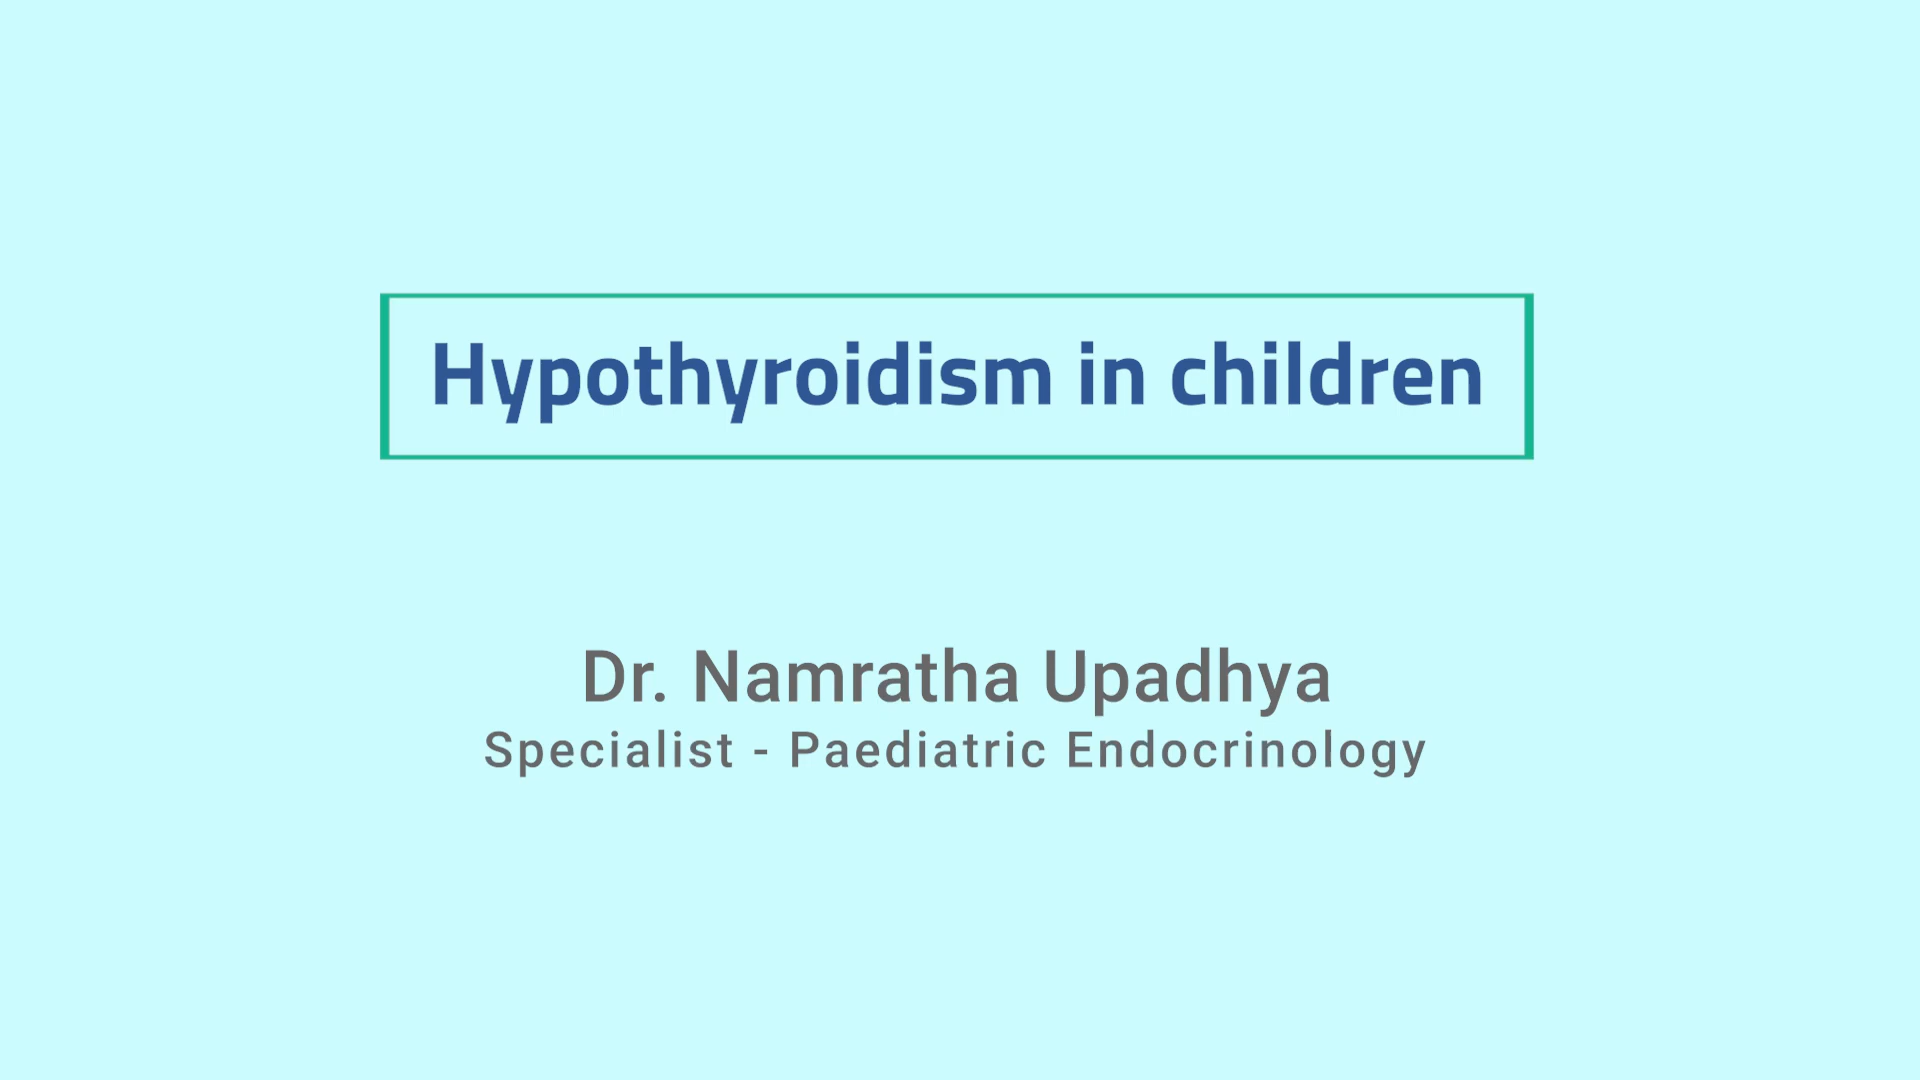 Hypothyroidism in children
Dr. Namratha Upadhya
Specialist - Paediatric Endocrinology